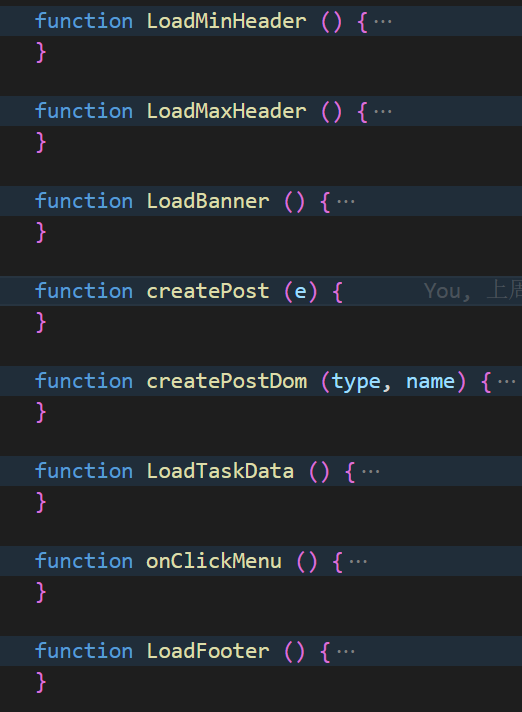 function LoadMinHeader () {···
}
function LoadMaxHeader () {···
}
function LoadBanner () {···
}
function createPost (e) { You, 上周
}
function createPostDom (type, name) {···
}
function LoadTaskData () {···
}
function onClickMenu () {···
}
function LoadFooter () {···
}